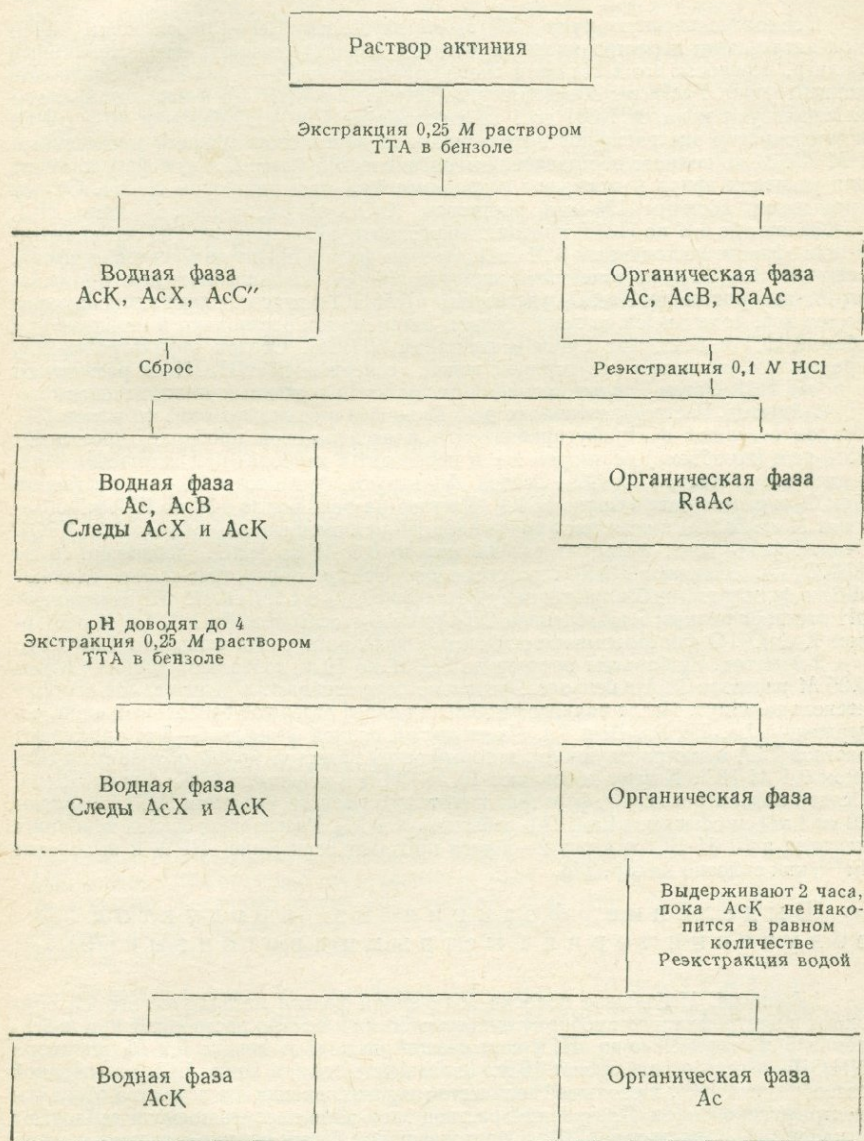 Раствор актиния
Экстракция 0,25 M раствором
ТТА в бензоле
Водная фаза
AcK, AcX, AcC″
Органическая фаза
Ac, AcB, RaAc
Сброс
Реэкстракция 0,1 N HCl
Водная фаза
Ac, AcB
Следы AcX и AcK
Органическая фаза
RaAc
pH доводят до 4
Экстракция 0,25 M раствором
ТТА в бензоле
Водная фаза
Следы AcX и AcK
Органическая фаза
Выдерживают 2 часа,
пока AcK не нако-
пится в равном
количестве
Реэкстракция водой
Водная фаза
AcK
Органическая фаза
Ac